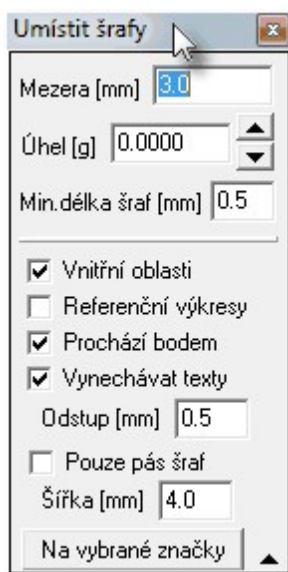 Umístit šrafy
Mezera [mm] 3.0
Úhel [g] 0.0000
Min.délka šraf [mm] 0.5
Vnitřní oblasti
Referenční výkresy
Prochází bodem
Vynechávat texty
Odstup [mm] 0.5
Pouze pás šraf
Šířka [mm] 4.0
Na vybrané značky